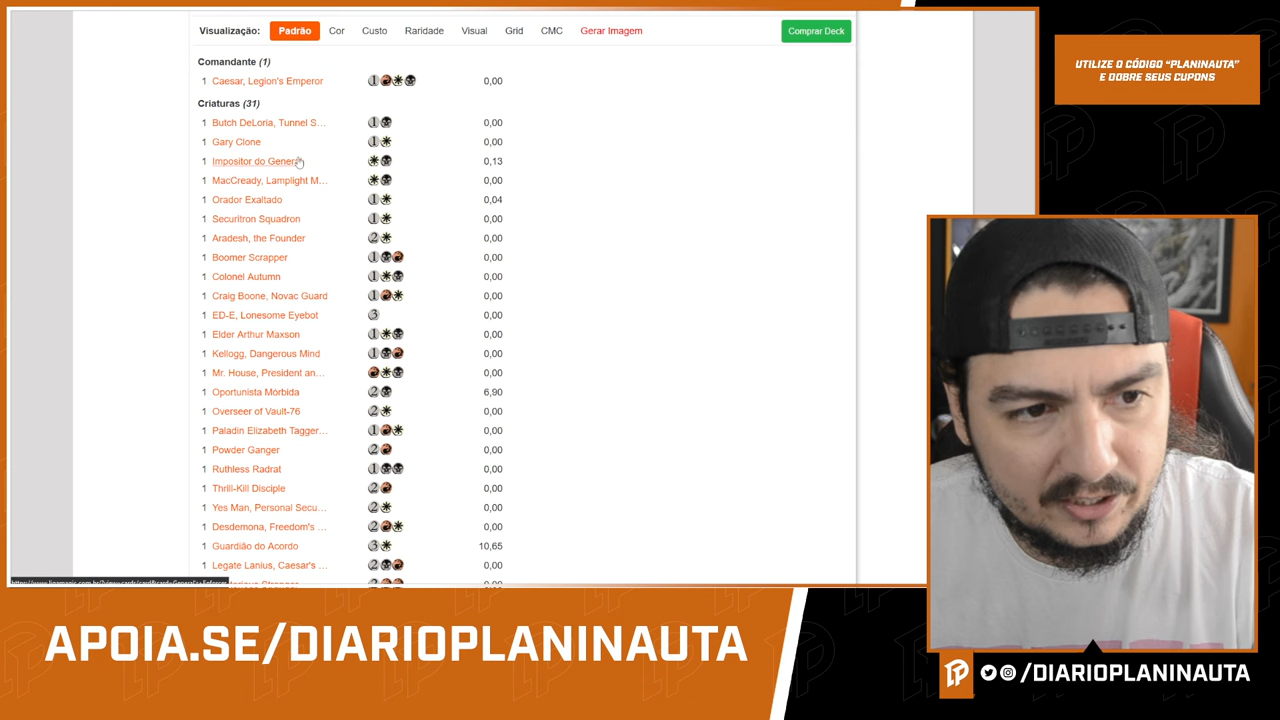 Visualização: Padrão Cor Custo Raridade Visual Grid CMC Gerar Imagem Comprar Deck
Comandante (1)
1 Caesar, Legion's Emperor 0,00
Criaturas (31)
1 Butch DeLoria, Tunnel S... 0,00
1 Gary Clone 0,00
1 Impositor do General 0,13
1 MacCready, Lamplight M... 0,00
1 Orador Exaltado 0,04
1 Securitron Squadron 0,00
1 Aradesh, the Founder 0,00
1 Boomer Scrapper 0,00
1 Colonel Autumn 0,00
1 Craig Boone, Novac Guard 0,00
1 ED-E, Lonesome Eyebot 0,00
1 Elder Arthur Maxson 0,00
1 Kellogg, Dangerous Mind 0,00
1 Mr. House, President an... 0,00
1 Oportunista Mórbida 6,90
1 Overseer of Vault-76 0,00
1 Paladin Elizabeth Tagger... 0,00
1 Powder Ganger 0,00
1 Ruthless Radrat 0,00
1 Thrill-Kill Disciple 0,00
1 Yes Man, Personal Secu... 0,00
1 Desdemona, Freedom's ... 0,00
1 Guardião do Acordo 10,65
1 Legate Lanius, Caesar's ... 0,00
UTILIZE O CÓDIGO “PLANINAUTA”
E DOBRE SEUS CUPONS
APOIA.SE/DIARIOPLANINAUTA
/DIARIOPLANINAUTA